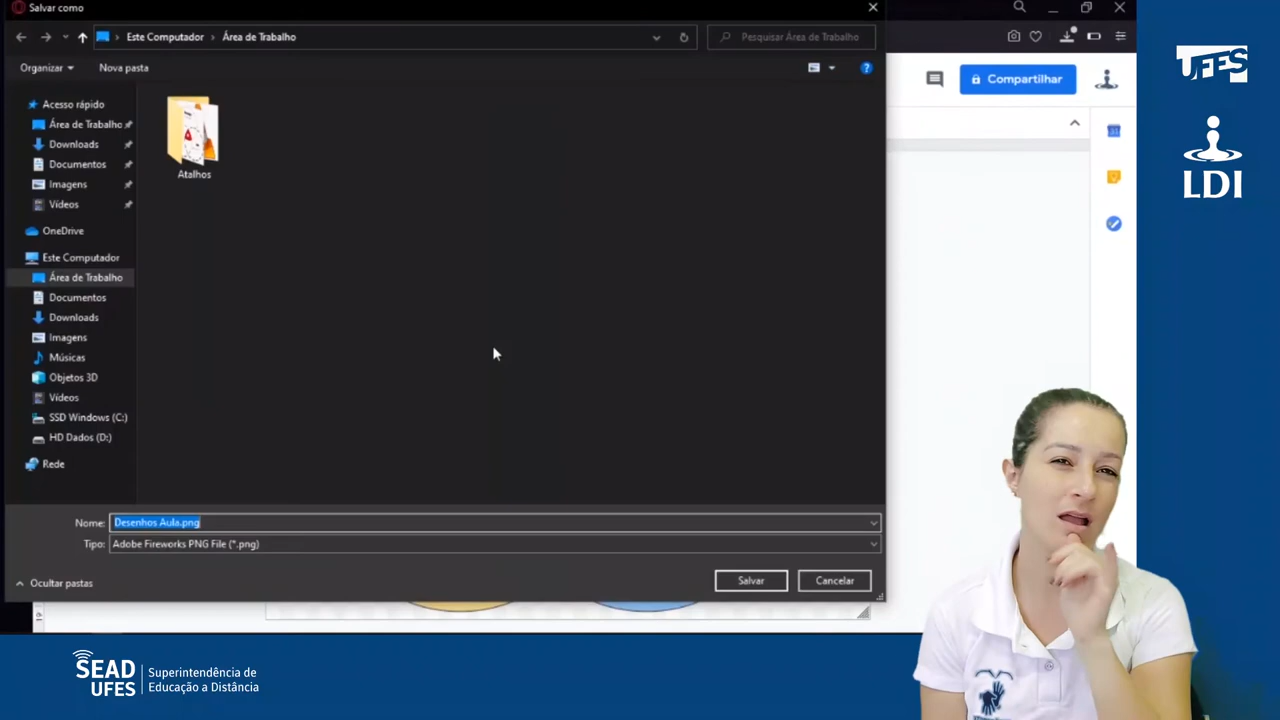 Salvar como
Este Computador
Área de Trabalho
Pesquisar Área de Trabalho
Organizar
Nova pasta
Compartilhar
Acesso rápido
Área de Trabalho
Downloads
Documentos
Imagens
Vídeos
OneDrive
Este Computador
Área de Trabalho
Documentos
Downloads
Imagens
Músicas
Objetos 3D
Vídeos
SSD Windows (C:)
HD Dados (D:)
Rede
Atalhos
Nome:
Desenhos Aula.png
Tipo:
Adobe Fireworks PNG File (*.png)
Ocultar pastas
Salvar
Cancelar
UFES
LDI
SEAD
UFES
Superintendência de
Educação a Distância